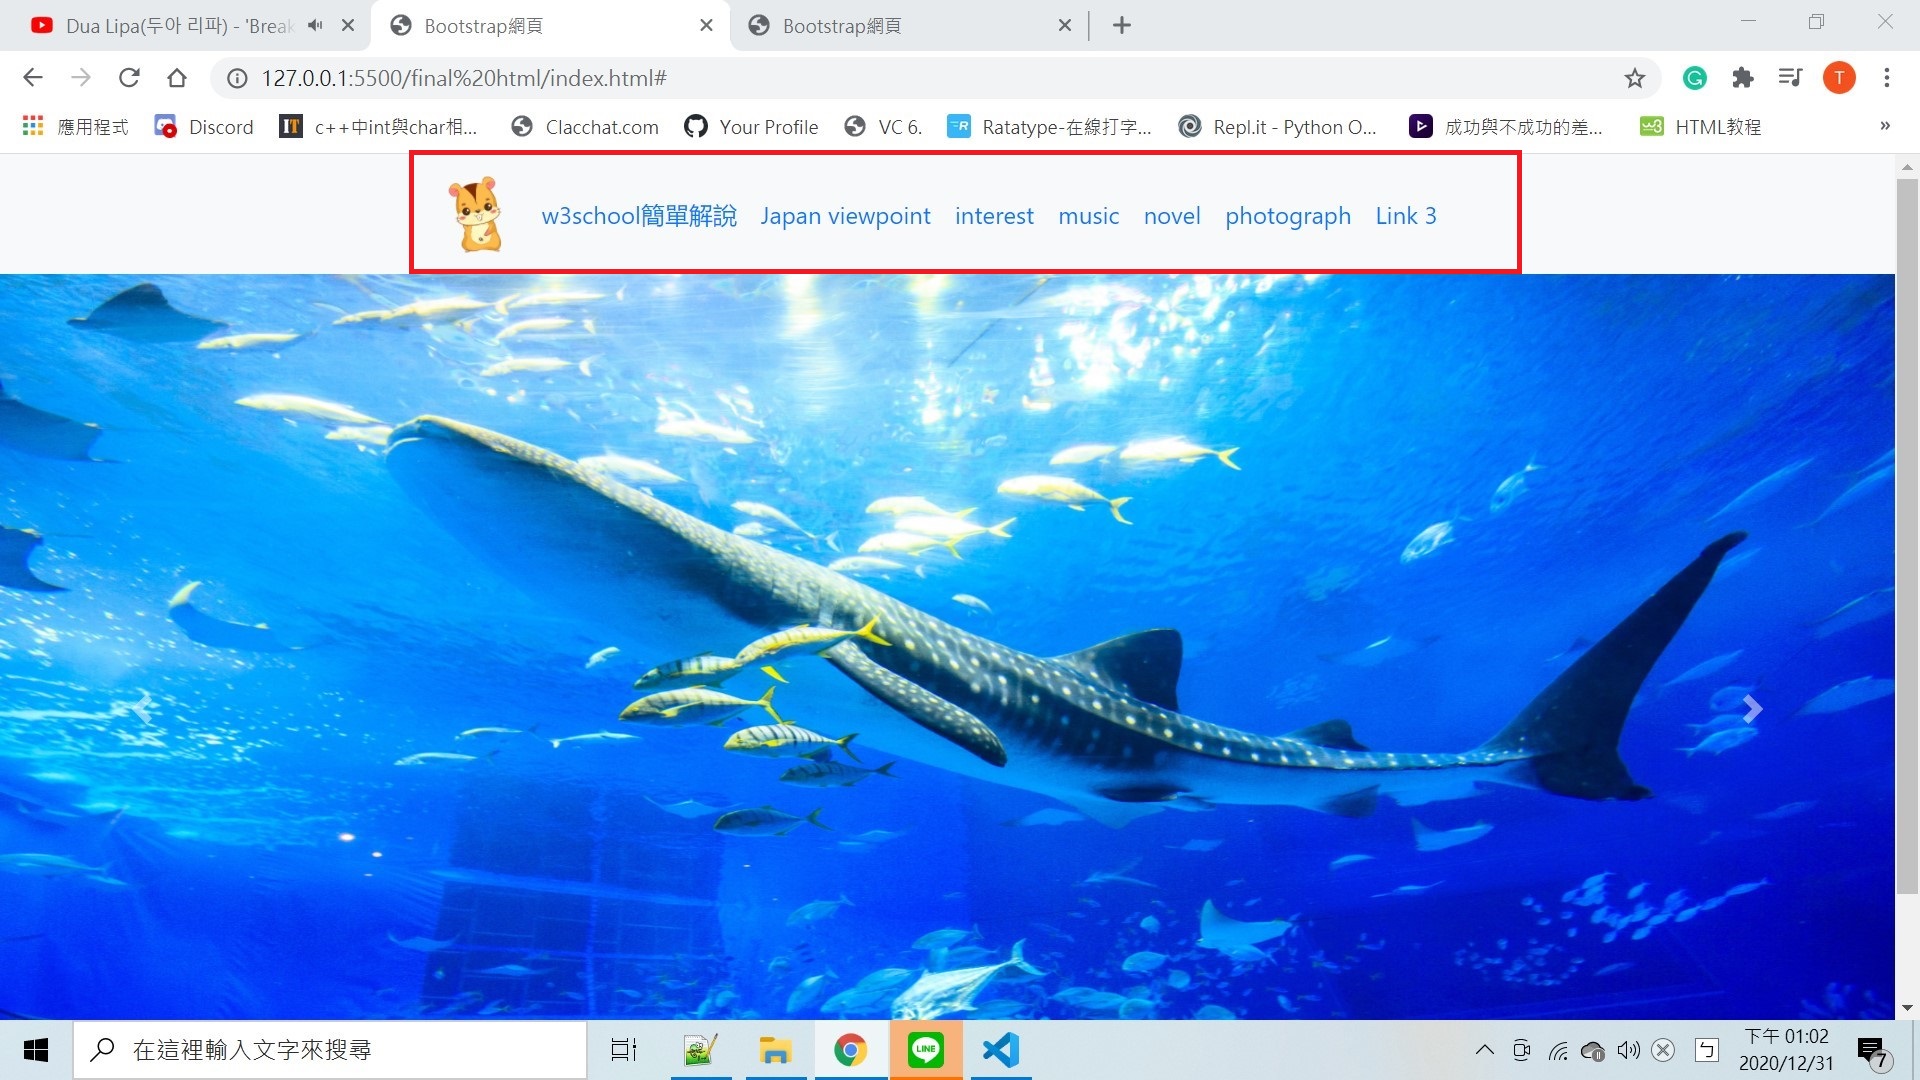 Dua Lipa(두아 리파) - 'Break
Bootstrap網頁
Bootstrap網頁
127.0.0.1:5500/final%20html/index.html#
G
T
應用程式
Discord
IT
c++中int與char相...
Clacchat.com
Your Profile
VC 6.
R
Ratatype-在線打字...
Repl.it - Python O...
成功與不成功的差...
w3
HTML教程
»
w3school簡單解說
Japan viewpoint
interest
music
novel
photograph
Link 3
在這裡輸入文字來搜尋
LINE
ㄅ
下午 01:02
2020/12/31
7